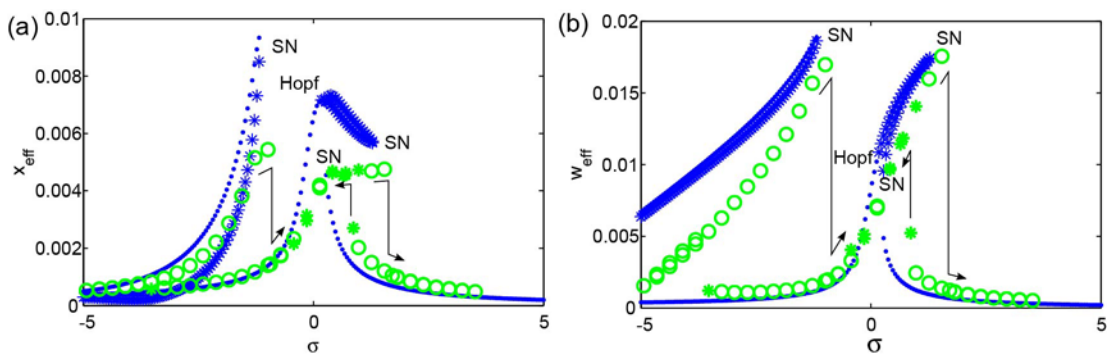 (a)
0.01
0.008
0.006
0.004
0.002
0
x_eff
SN
Hopf
SN
SN
-5
0
5
σ
(b)
0.02
0.015
0.01
0.005
0
w_eff
SN
SN
Hopf
SN
-5
0
5
σ